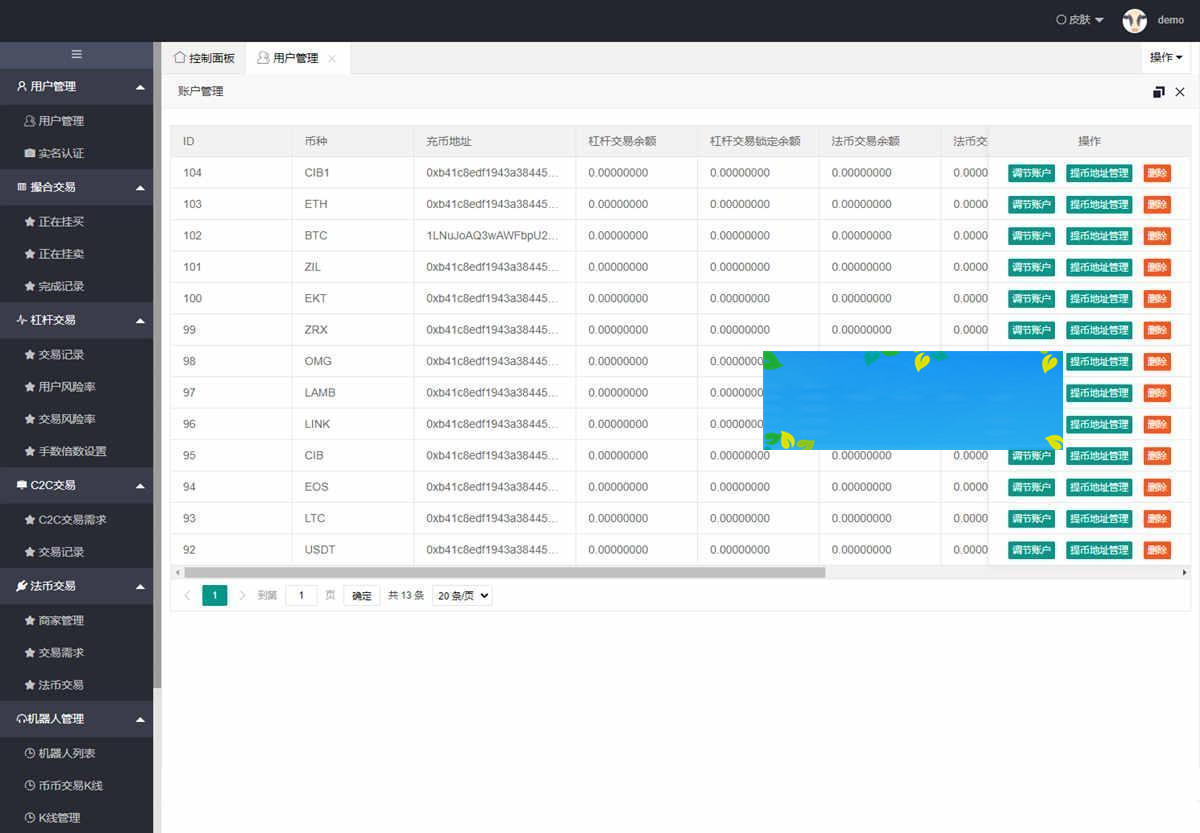 皮肤
demo
控制面板
用户管理
操作
账户管理
用户管理
用户管理
实名认证
撮合交易
正在挂买
正在挂卖
完成记录
杠杆交易
交易记录
用户风险率
交易风险率
手数倍数设置
C2C交易
C2C交易需求
交易记录
法币交易
商家管理
交易需求
法币交易
机器人管理
机器人列表
币币交易K线
K线管理
ID 币种 充币地址 杠杆交易余额 杠杆交易锁定余额 法币交易余额 法币交 操作
104 CIB1 0xb41c8edf1943a38445... 0.00000000 0.00000000 0.00000000 0.0000 调节账户 提币地址管理 删除
103 ETH 0xb41c8edf1943a38445... 0.00000000 0.00000000 0.00000000 0.0000 调节账户 提币地址管理 删除
102 BTC 1LNuJoAQ3wAWFbpU2... 0.00000000 0.00000000 0.00000000 0.0000 调节账户 提币地址管理 删除
101 ZIL 0xb41c8edf1943a38445... 0.00000000 0.00000000 0.00000000 0.0000 调节账户 提币地址管理 删除
100 EKT 0xb41c8edf1943a38445... 0.00000000 0.00000000 0.00000000 0.0000 调节账户 提币地址管理 删除
99 ZRX 0xb41c8edf1943a38445... 0.00000000 0.00000000 0.00000000 0.0000 调节账户 提币地址管理 删除
98 OMG 0xb41c8edf1943a38445... 0.00000000 0.0000000 提币地址管理 删除
97 LAMB 0xb41c8edf1943a38445... 0.00000000 0.0000000 提币地址管理 删除
96 LINK 0xb41c8edf1943a38445... 0.00000000 0.0000000 提币地址管理 删除
95 CIB 0xb41c8edf1943a38445... 0.00000000 0.00000000 0.00000000 0.0000 调节账户 提币地址管理 删除
94 EOS 0xb41c8edf1943a38445... 0.00000000 0.00000000 0.00000000 0.0000 调节账户 提币地址管理 删除
93 LTC 0xb41c8edf1943a38445... 0.00000000 0.00000000 0.00000000 0.0000 调节账户 提币地址管理 删除
92 USDT 0xb41c8edf1943a38445... 0.00000000 0.00000000 0.00000000 0.0000 调节账户 提币地址管理 删除
1 到第 1 页 确定 共 13 条 20 条/页